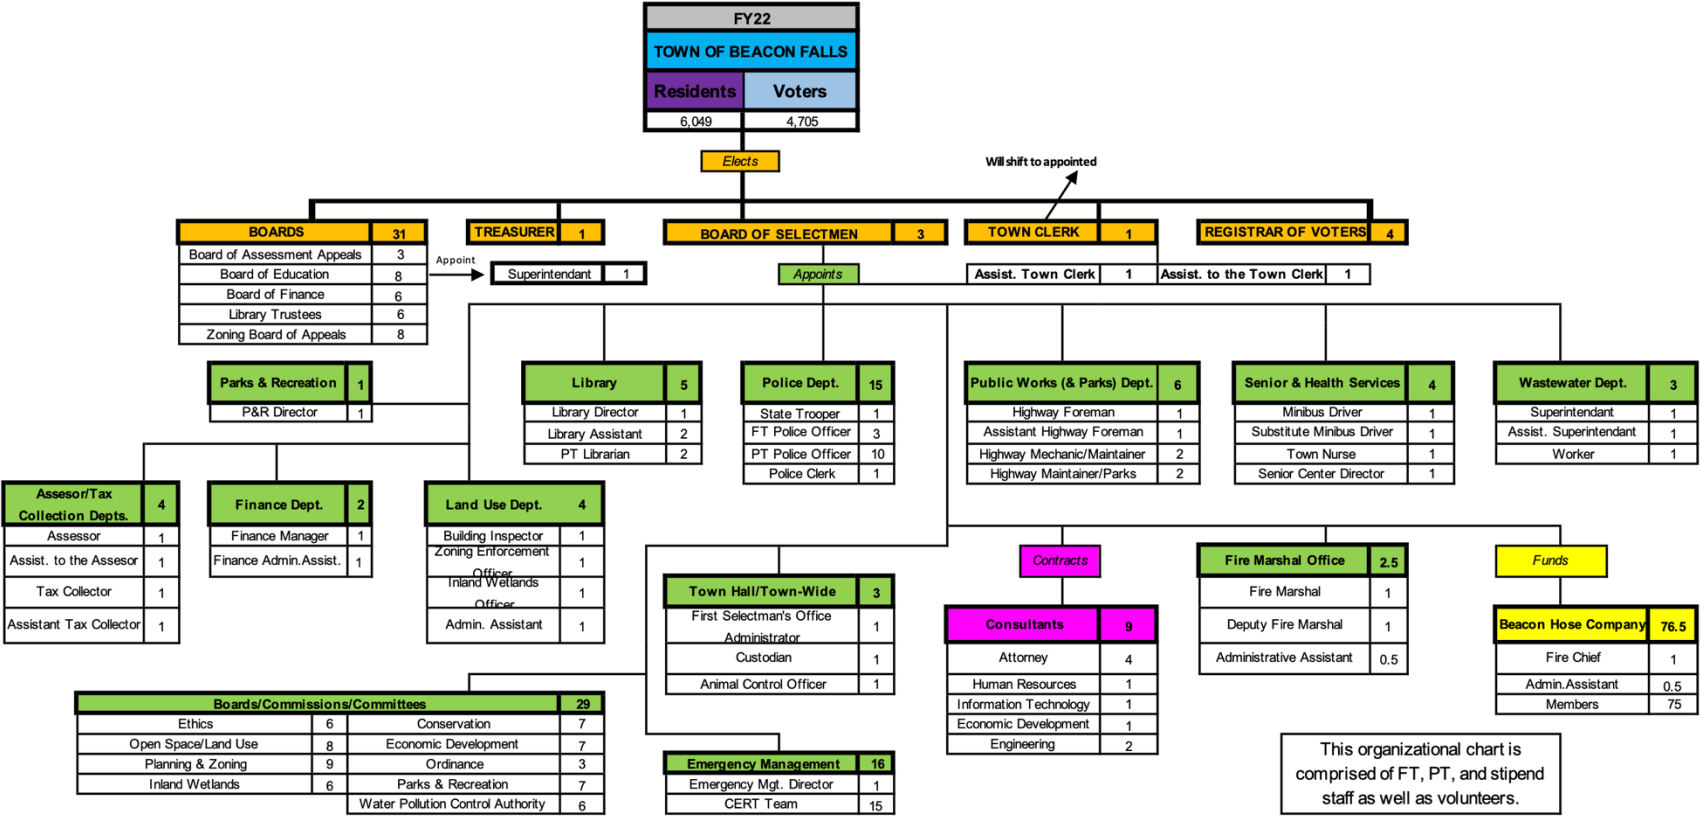 FY22
TOWN OF BEACON FALLS
Residents Voters
6,049 4,705
Elects
Will shift to appointed
BOARDS 31
Board of Assessment Appeals 3
Board of Education 8
Board of Finance 6
Library Trustees 6
Zoning Board of Appeals 8
Appoint
Superintendant 1
TREASURER 1
BOARD OF SELECTMEN 3
Appoints
TOWN CLERK 1
Assist. Town Clerk 1 Assist. to the Town Clerk 1
REGISTRAR OF VOTERS 4
Parks & Recreation 1
P&R Director 1
Library 5
Library Director 1
Library Assistant 2
PT Librarian 2
Police Dept. 15
State Trooper 1
FT Police Officer 3
PT Police Officer 10
Police Clerk 1
Public Works (& Parks) Dept. 6
Highway Foreman 1
Assistant Highway Foreman 1
Highway Mechanic/Maintainer 2
Highway Maintainer/Parks 2
Senior & Health Services 4
Minibus Driver 1
Substitute Minibus Driver 1
Town Nurse 1
Senior Center Director 1
Wastewater Dept. 3
Superintendant 1
Assist. Superintendant 1
Worker 1
Assesor/Tax
Collection Depts. 4
Assessor 1
Assist. to the Assesor 1
Tax Collector 1
Assistant Tax Collector 1
Finance Dept. 2
Finance Manager 1
Finance Admin.Assist. 1
Land Use Dept. 4
Building Inspector 1
Zoning Enforcement
Officer 1
Inland Wetlands
Officer 1
Admin. Assistant 1
Town Hall/Town-Wide 3
First Selectman's Office
Administrator 1
Custodian 1
Animal Control Officer 1
Contracts
Consultants 9
Attorney 4
Human Resources 1
Information Technology 1
Economic Development 1
Engineering 2
Fire Marshal Office 2.5
Fire Marshal 1
Deputy Fire Marshal 1
Administrative Assistant 0.5
Funds
Beacon Hose Company 76.5
Fire Chief 1
Admin.Assistant 0.5
Members 75
Boards/Commissions/Committees 29
Ethics 6 Conservation 7
Open Space/Land Use 8 Economic Development 7
Planning & Zoning 9 Ordinance 3
Inland Wetlands 6 Parks & Recreation 7
Water Pollution Control Authority 6
Emergency Management 16
Emergency Mgt. Director 1
CERT Team 15
This organizational chart is
comprised of FT, PT, and stipend
staff as well as volunteers.